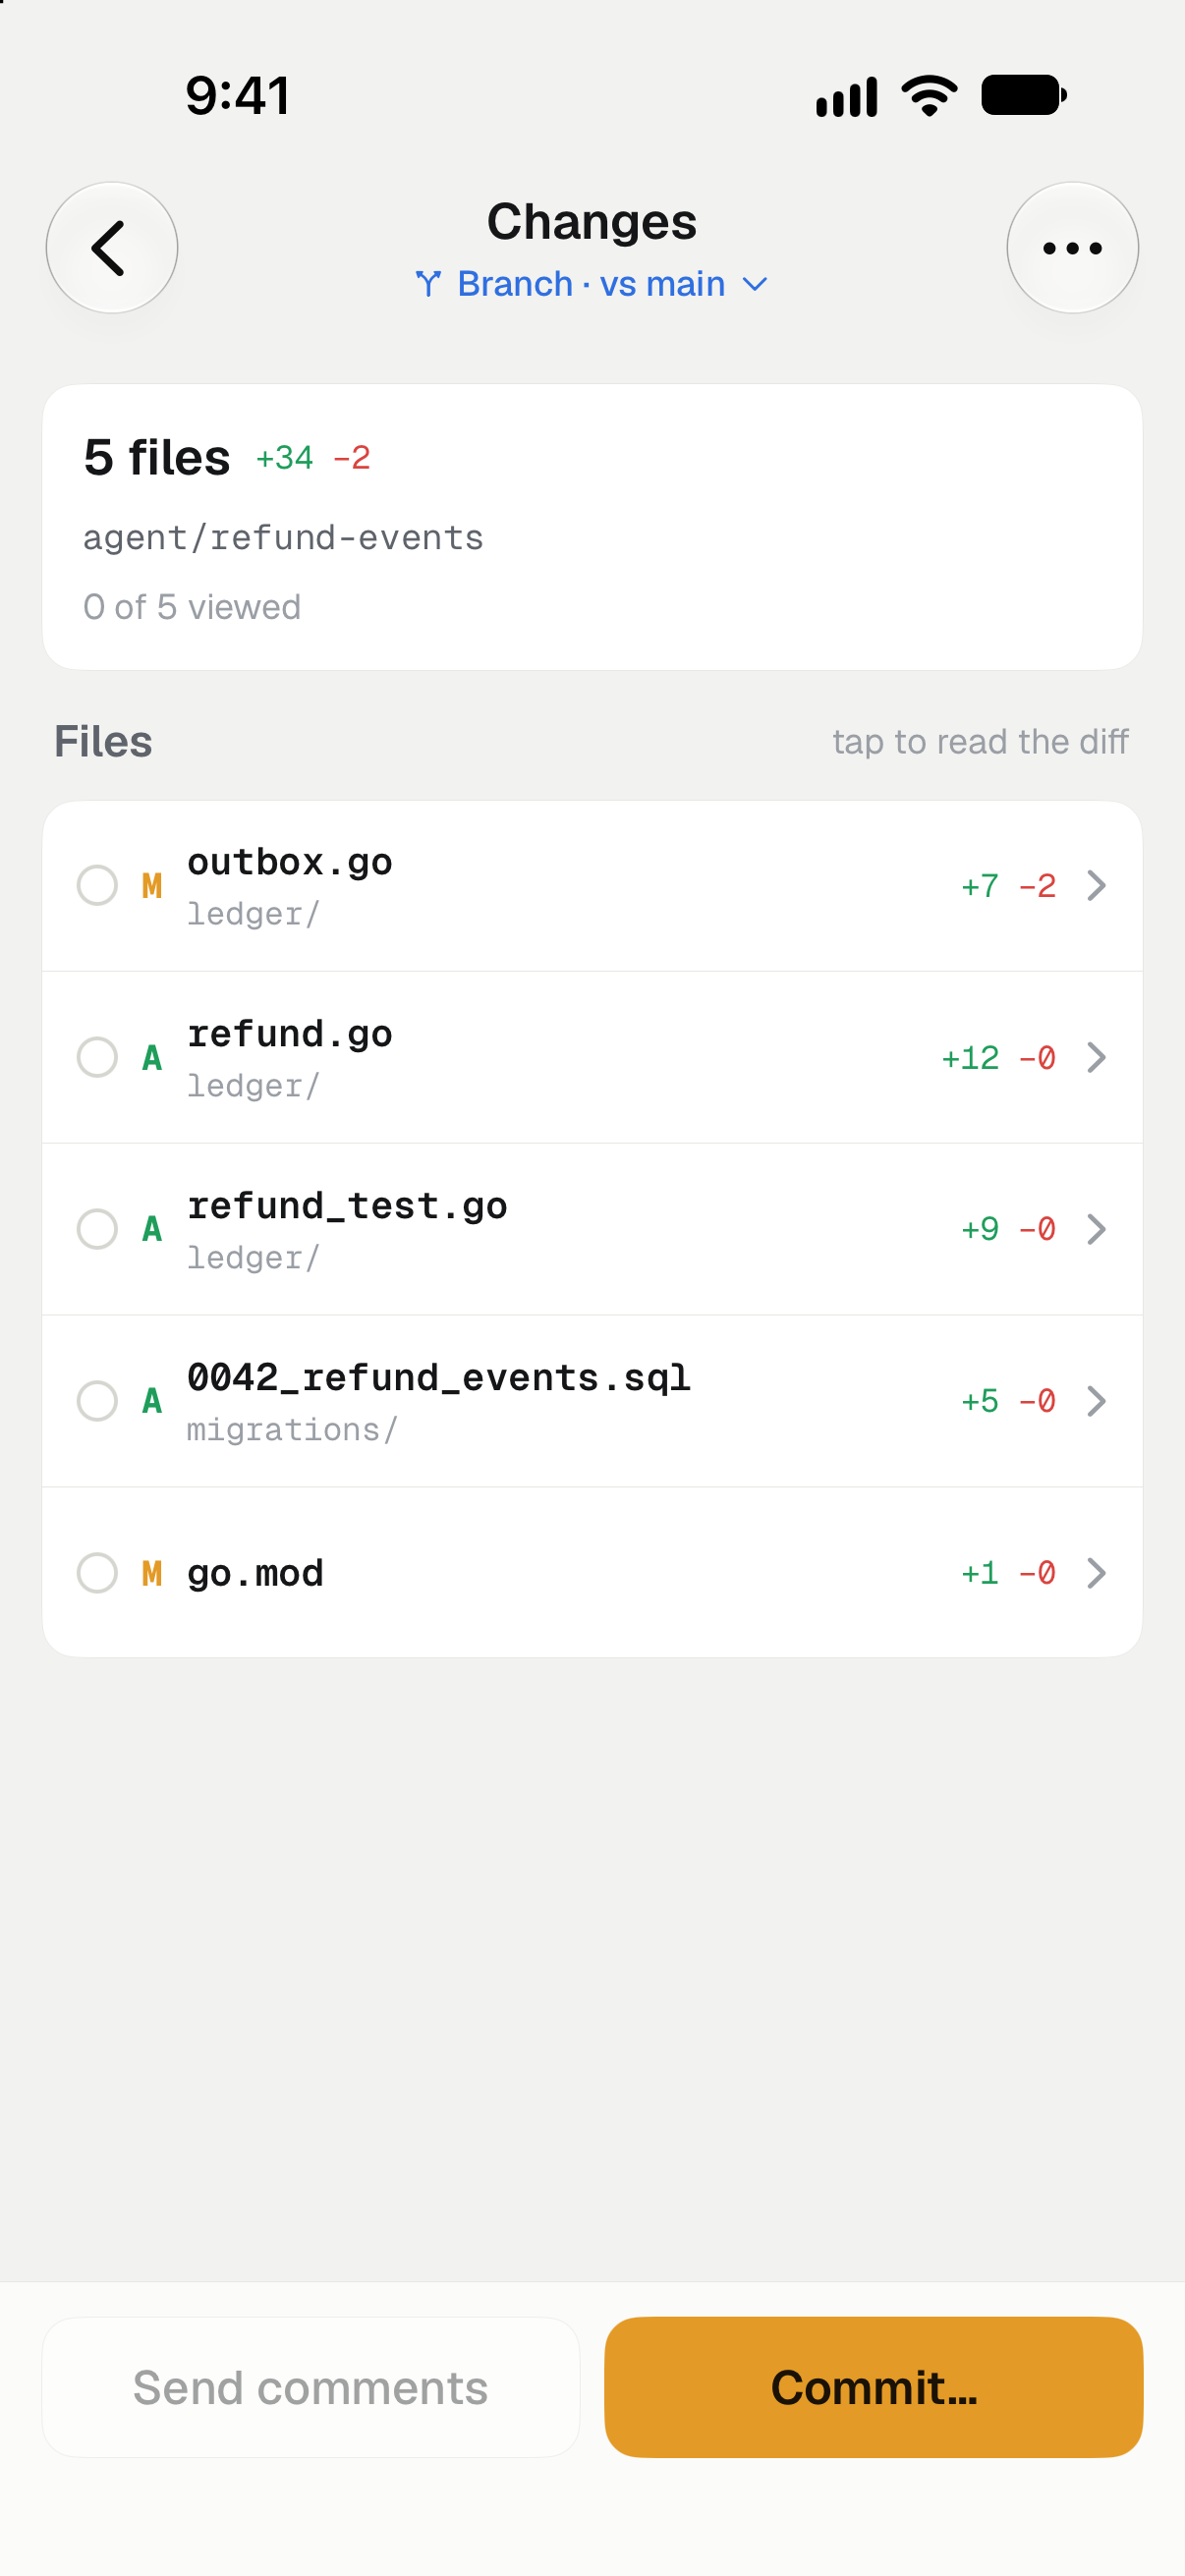 9:41
Changes
Branch · vs main
5 files +34 −2
agent/refund-events
0 of 5 viewed
Files tap to read the diff
M outbox.go +7 −2
ledger/
A refund.go +12 −0
ledger/
A refund_test.go +9 −0
ledger/
A 0042_refund_events.sql +5 −0
migrations/
M go.mod +1 −0
Send comments Commit…